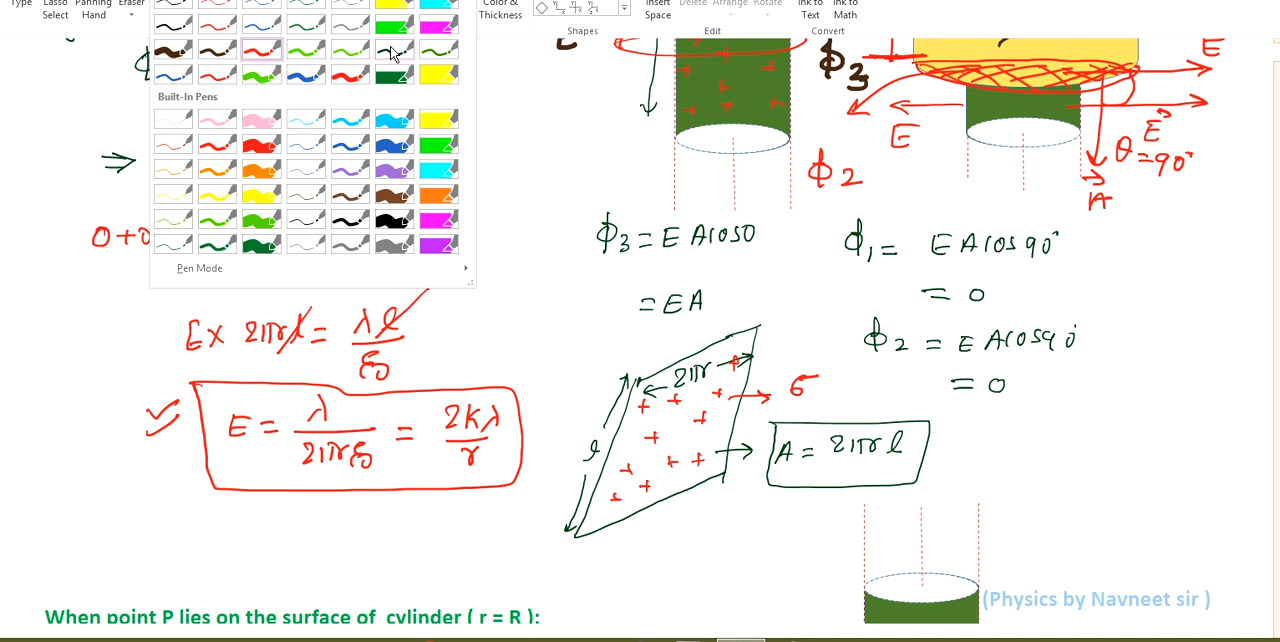 Type Lasso Select Panning Hand Eraser Color & Thickness Insert Space Delete Arrange Rotate Ink to Text Ink to Math
Shapes Edit Convert
Built-In Pens
Pen Mode
E
ϕ3
E
E
E⃗
θ = 90°
A⃗
ϕ2
⇒
0 + 0
ϕ3 = E A cos 0
= EA
ϕ1 = E A cos 90°
= 0
ϕ2 = E A cos 90°
= 0
E × 2πrl = λl/ε0
E = λ/2πrε0 = 2Kλ/r
2πr
l
σ
A = 2πrl
When point P lies on the surface of cylinder ( r = R ):
(Physics by Navneet sir )